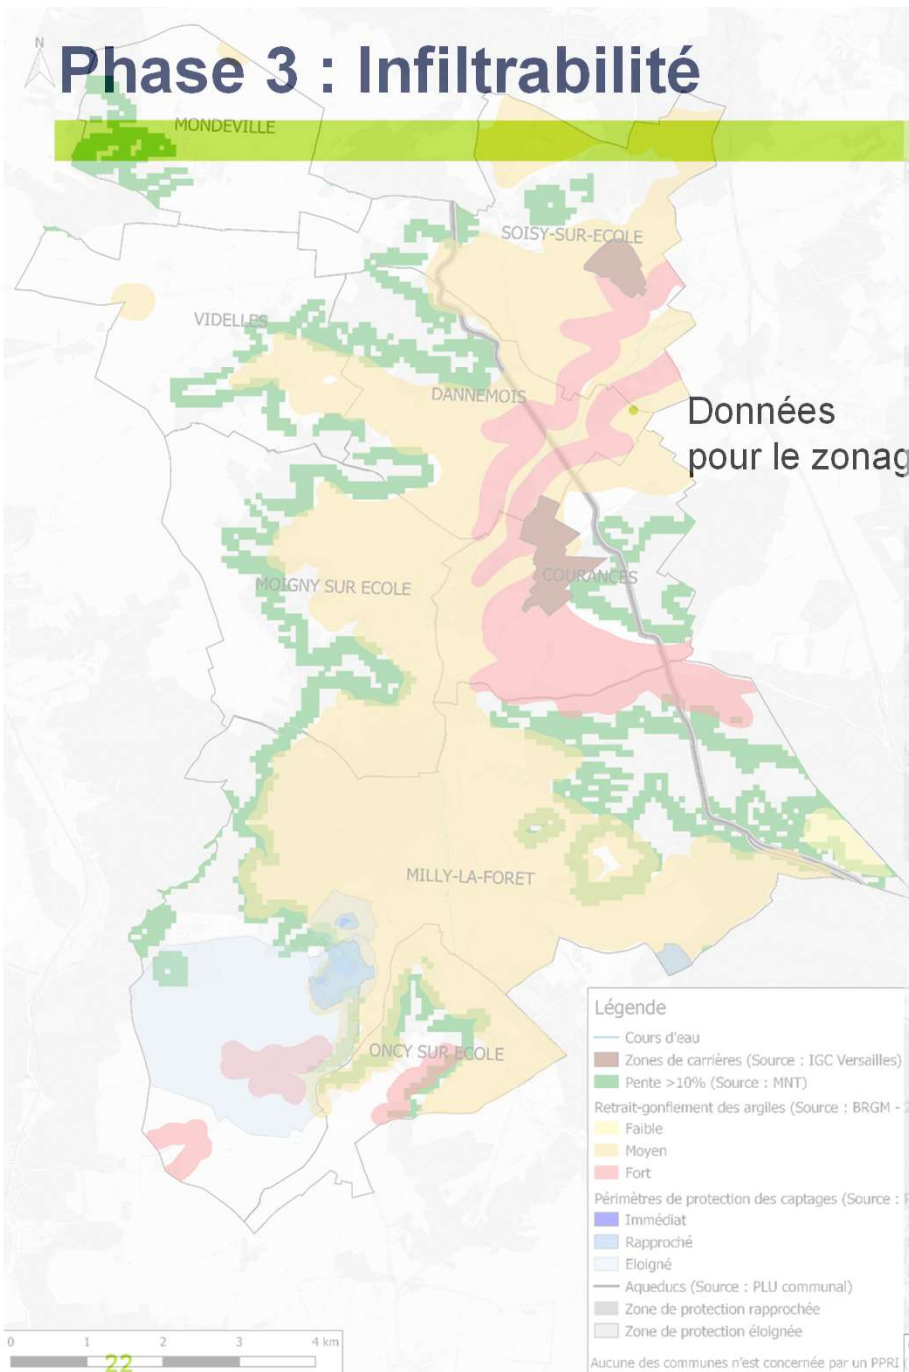 N
Phase 3 : Infiltrabilité
MONDEVILLE
SOISY-SUR-ECOLE
VIDELLES
DANNEMOIS
Données
pour le zonag
MOIGNY SUR ECOLE
COURANCES
MILLY-LA-FORET
ONCY SUR ECOLE
Légende
Cours d'eau
Zones de carrières (Source : IGC Versailles)
Pente >10% (Source : MNT)
Retrait-gonflement des argiles (Source : BRGM -
Faible
Moyen
Fort
Périmètres de protection des captages (Source :
Immédiat
Rapproché
Eloigné
Aqueducs (Source : PLU communal)
Zone de protection rapprochée
Zone de protection éloignée
Aucune des communes n'est concernée par un PPRI
0 1 2 3 4 km
22